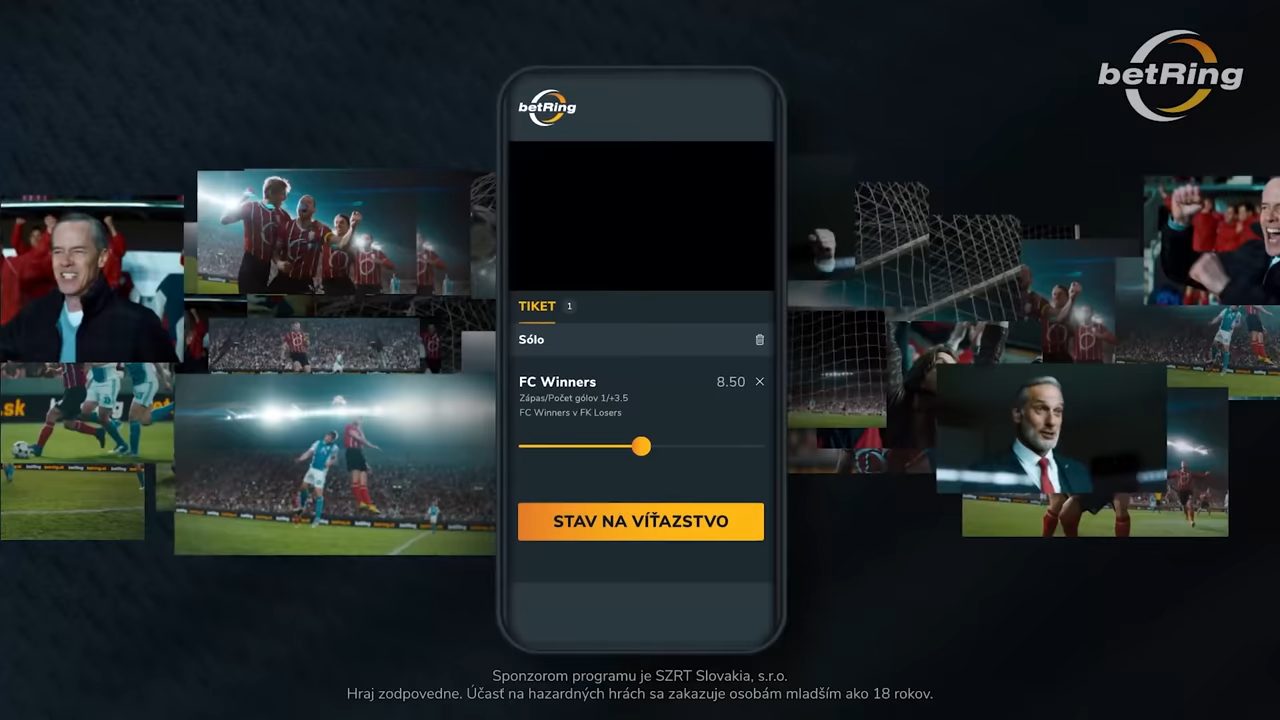 betRing
betRing
TIKET 1
Sólo
FC Winners 8.50 ×
Zápas/Počet gólov 1/+3.5
FC Winners v FK Losers
STAV NA VÍŤAZSTVO
.sk
Sponzorom programu je SZRT Slovakia, s.r.o.
Hraj zodpovedne. Účasť na hazardných hrách sa zakazuje osobám mladším ako 18 rokov.